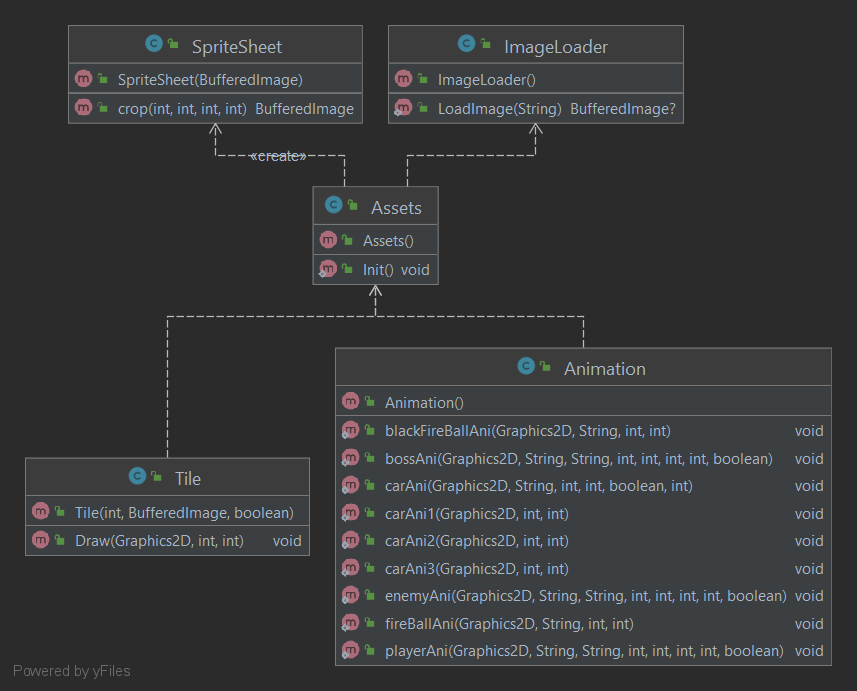 SpriteSheet
SpriteSheet(BufferedImage)
crop(int, int, int, int) BufferedImage
ImageLoader
ImageLoader()
LoadImage(String) BufferedImage?
«create»
Assets
Assets()
Init() void
Tile
Tile(int, BufferedImage, boolean)
Draw(Graphics2D, int, int) void
Animation
Animation()
blackFireBallAni(Graphics2D, String, int, int) void
bossAni(Graphics2D, String, String, int, int, int, int, boolean) void
carAni(Graphics2D, String, int, int, boolean, int) void
carAni1(Graphics2D, int, int) void
carAni2(Graphics2D, int, int) void
carAni3(Graphics2D, int, int) void
enemyAni(Graphics2D, String, String, int, int, int, int, boolean) void
fireBallAni(Graphics2D, String, int, int) void
playerAni(Graphics2D, String, String, int, int, int, int, boolean) void
Powered by yFiles